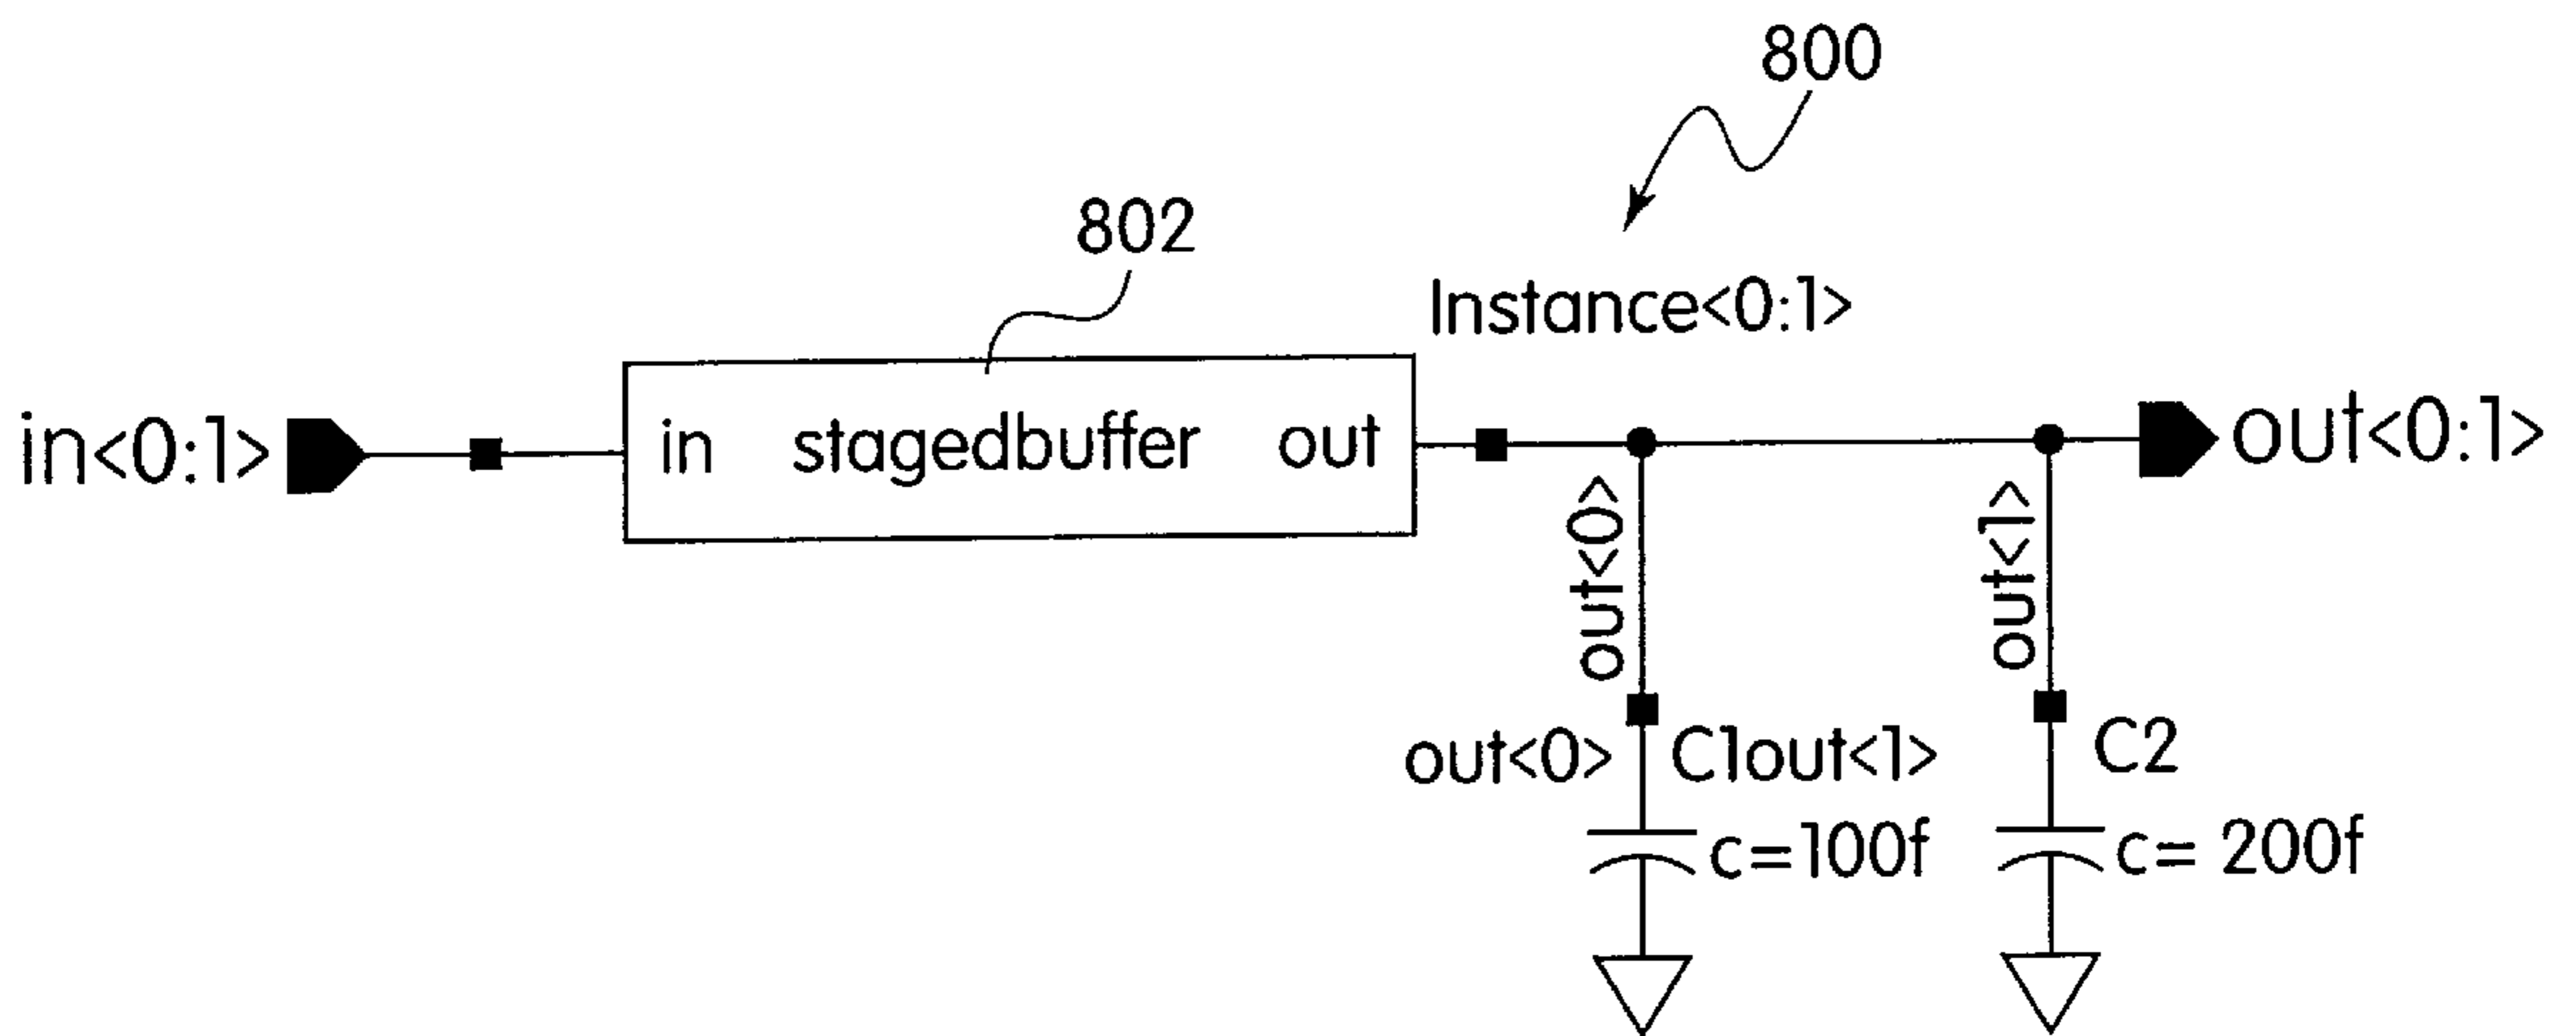 800
802
Instance<0:1>
in<0:1>
in stagedbuffer out
out<0:1>
out<0>
out<1>
out<0>
C1out<1>
C2
c=100f
c= 200f